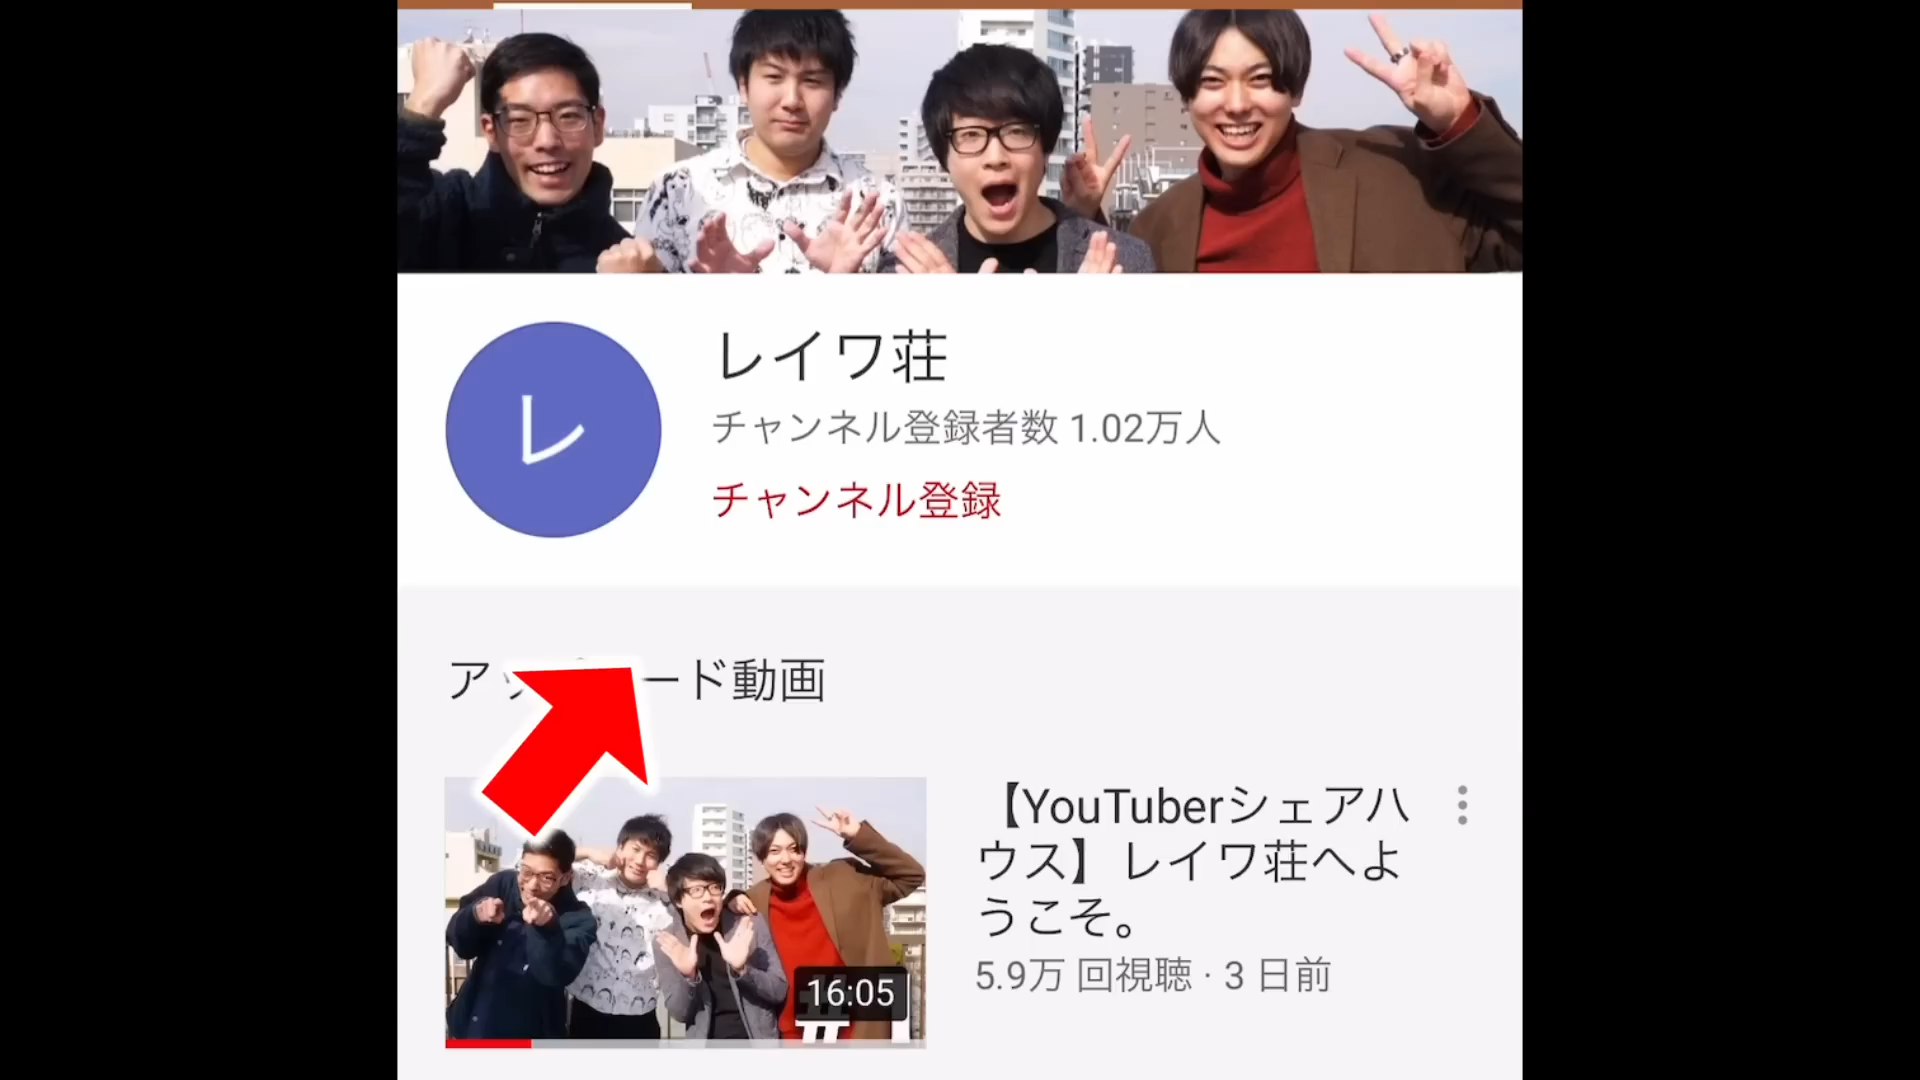 レイワ荘
レ
チャンネル登録者数 1.02万人
チャンネル登録
ード動画
【YouTuberシェアハ
ウス】レイワ荘へよ
うこそ。
5.9万 回視聴 · 3 日前
16:05